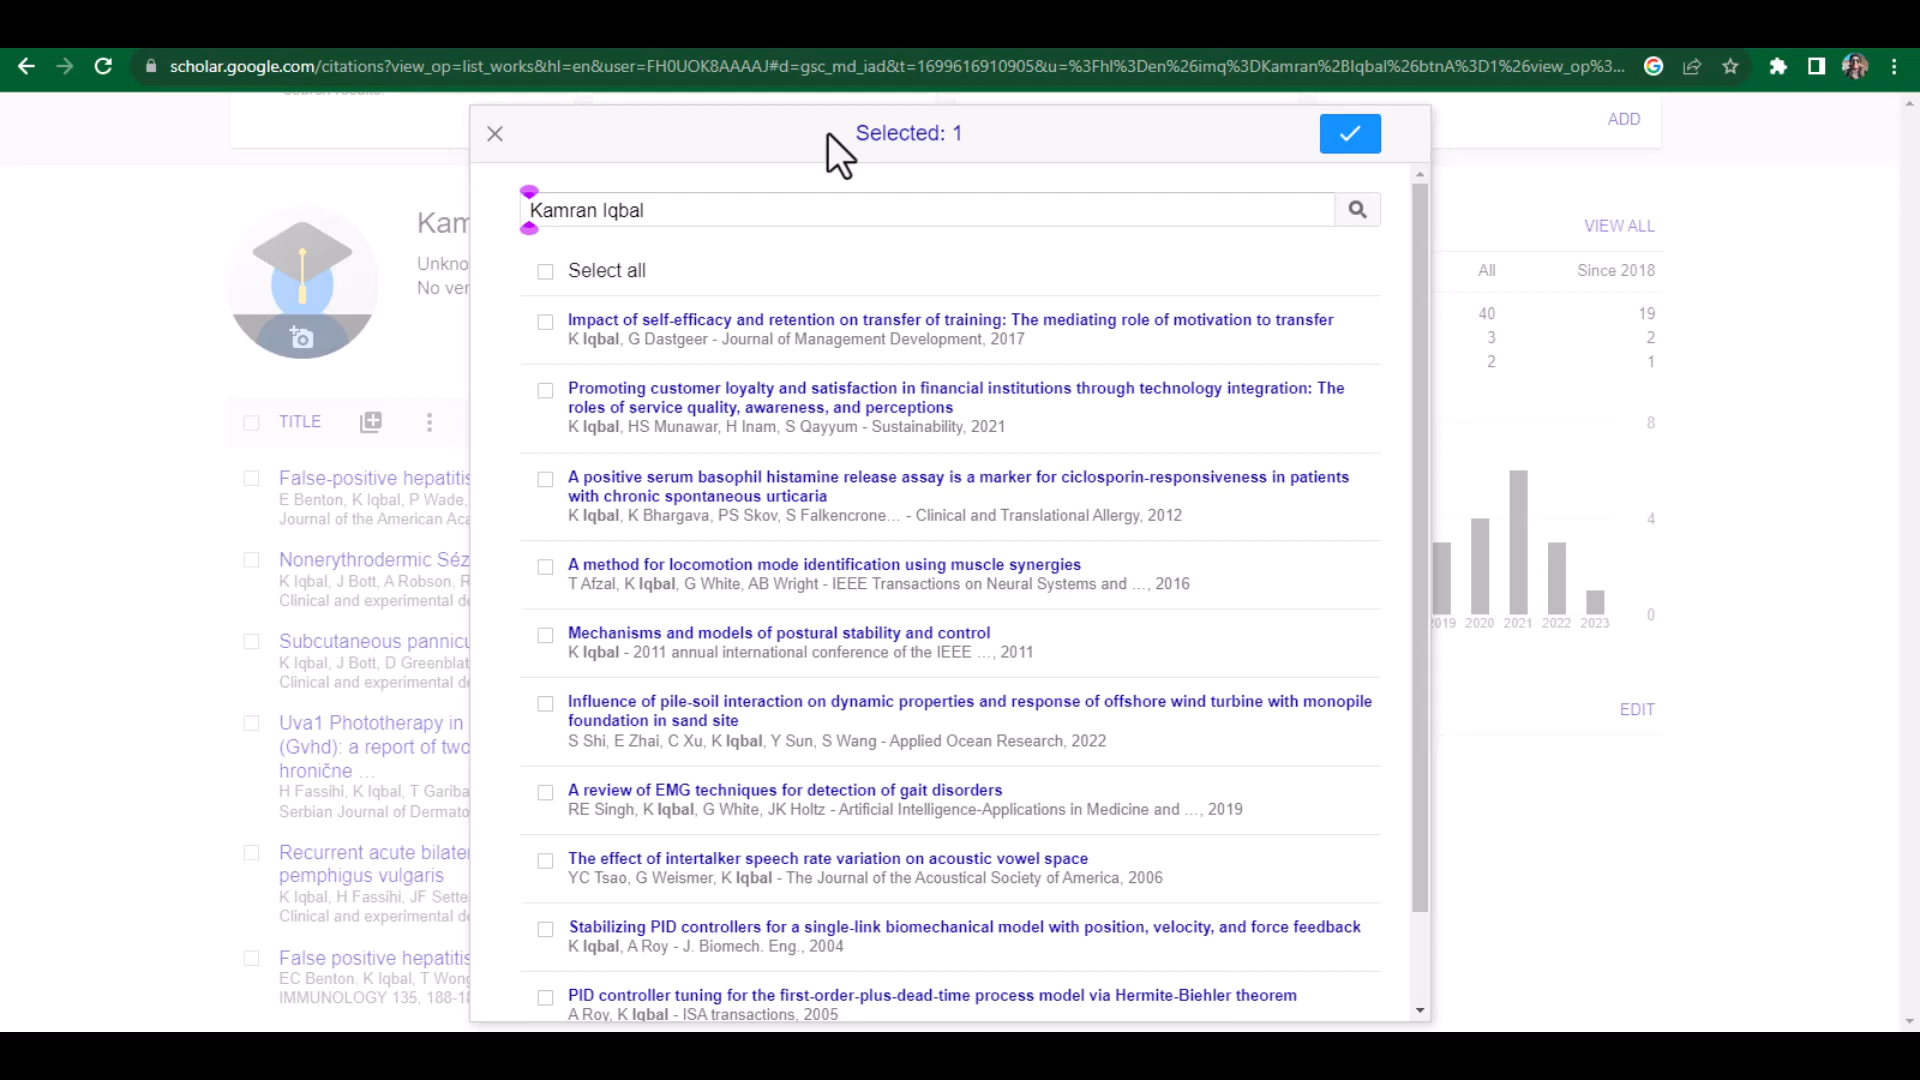 scholar.google.com/citations?view_op=list_works&hl=en&user=FH0UOK8AAAAJ#d=gsc_md_iad&t=1699616910905&u=%3Fhl%3Den%26imq%3DKamran%2BIqbal%26btnA%3D1%26view_op%3...
search results.
ADD
Selected: 1
Kamran Iqbal
Select all
Impact of self-efficacy and retention on transfer of training: The mediating role of motivation to transfer
K Iqbal, G Dastgeer - Journal of Management Development, 2017
Promoting customer loyalty and satisfaction in financial institutions through technology integration: The
roles of service quality, awareness, and perceptions
K Iqbal, HS Munawar, H Inam, S Qayyum - Sustainability, 2021
A positive serum basophil histamine release assay is a marker for ciclosporin-responsiveness in patients
with chronic spontaneous urticaria
K Iqbal, K Bhargava, PS Skov, S Falkencrone… - Clinical and Translational Allergy, 2012
A method for locomotion mode identification using muscle synergies
T Afzal, K Iqbal, G White, AB Wright - IEEE Transactions on Neural Systems and …, 2016
Mechanisms and models of postural stability and control
K Iqbal - 2011 annual international conference of the IEEE …, 2011
Influence of pile-soil interaction on dynamic properties and response of offshore wind turbine with monopile
foundation in sand site
S Shi, E Zhai, C Xu, K Iqbal, Y Sun, S Wang - Applied Ocean Research, 2022
A review of EMG techniques for detection of gait disorders
RE Singh, K Iqbal, G White, JK Holtz - Artificial Intelligence-Applications in Medicine and …, 2019
The effect of intertalker speech rate variation on acoustic vowel space
YC Tsao, G Weismer, K Iqbal - The Journal of the Acoustical Society of America, 2006
Stabilizing PID controllers for a single-link biomechanical model with position, velocity, and force feedback
K Iqbal, A Roy - J. Biomech. Eng., 2004
PID controller tuning for the first-order-plus-dead-time process model via Hermite-Biehler theorem
A Roy, K Iqbal - ISA transactions, 2005
Kam
Unkno
No ver
TITLE
False-positive hepatitis
E Benton, K Iqbal, P Wade,
Journal of the American Aca
Nonerythrodermic Séz
K Iqbal, J Bott, A Robson, R
Clinical and experimental de
Subcutaneous pannicu
K Iqbal, J Bott, D Greenblat
Clinical and experimental de
Uva1 Phototherapy in
(Gvhd): a report of two
hronične …
H Fassihi, K Iqbal, T Gariba
Serbian Journal of Dermato
Recurrent acute bilater
pemphigus vulgaris
K Iqbal, H Fassihi, JF Sette
Clinical and experimental de
False positive hepatitis
EC Benton, K Iqbal, T Wong
IMMUNOLOGY 135, 188-18
VIEW ALL
All Since 2018
40 19
3 2
2 1
8
4
0
2019 2020 2021 2022 2023
EDIT